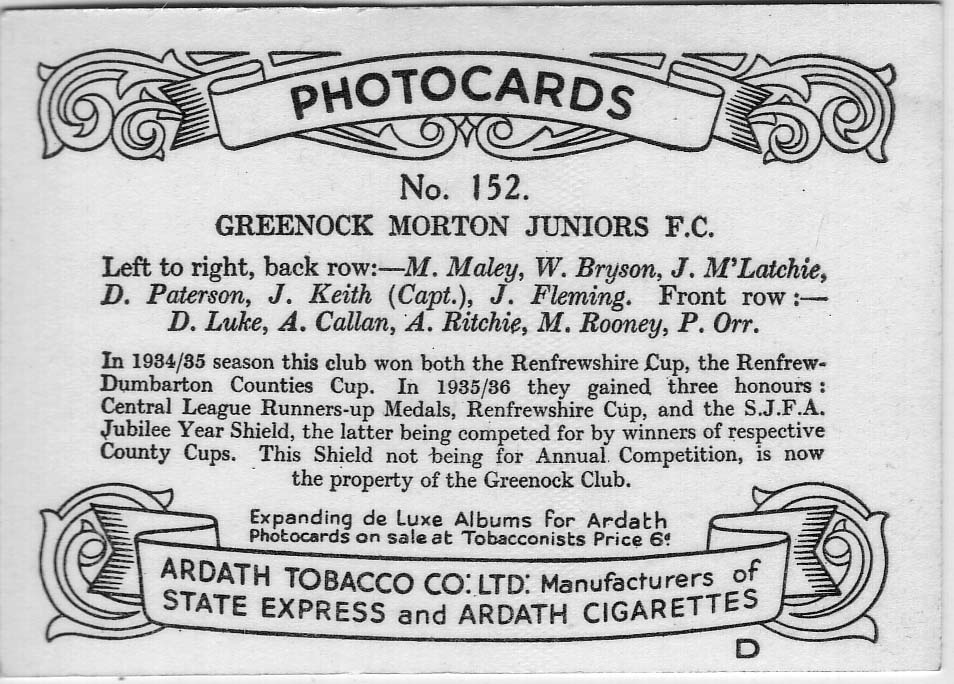 PHOTOCARDS
No. 152.
GREENOCK MORTON JUNIORS F.C.
Left to right, back row:—M. Maley, W. Bryson, J. M'Latchie,
D. Paterson, J. Keith (Capt.), J. Fleming. Front row :—
D. Luke, A. Callan, A. Ritchie, M. Rooney, P. Orr.
In 1934/35 season this club won both the Renfrewshire Cup, the Renfrew-
Dumbarton Counties Cup. In 1935/36 they gained three honours :
Central League Runners-up Medals, Renfrewshire Cup, and the S.J.F.A.
Jubilee Year Shield, the latter being competed for by winners of respective
County Cups. This Shield not being for Annual Competition, is now
the property of the Greenock Club.
Expanding de Luxe Albums for Ardath
Photocards on sale at Tobacconists Price 6d
ARDATH TOBACCO CO: LTD: Manufacturers of
STATE EXPRESS and ARDATH CIGARETTES
D